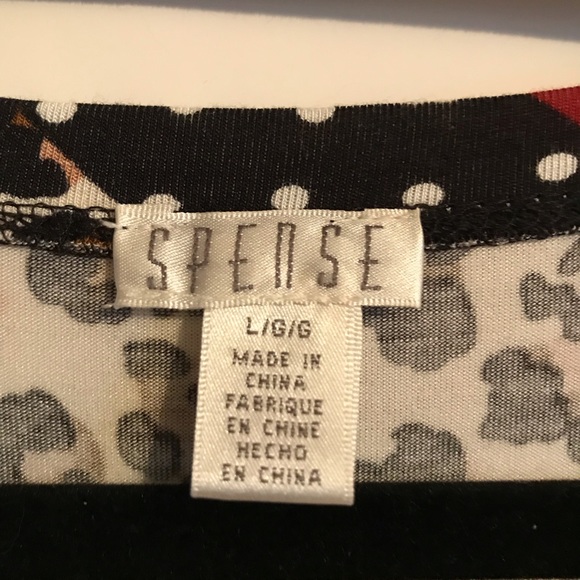 SPENSE
L/G/G
MADE IN
CHINA
FABRIQUE
EN CHINE
HECHO
EN CHINA